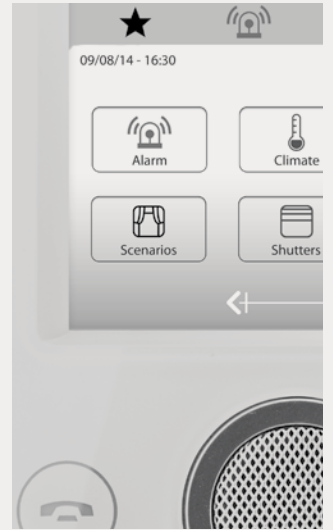 09/08/14 - 16:30
Alarm
Climate
Scenarios
Shutters